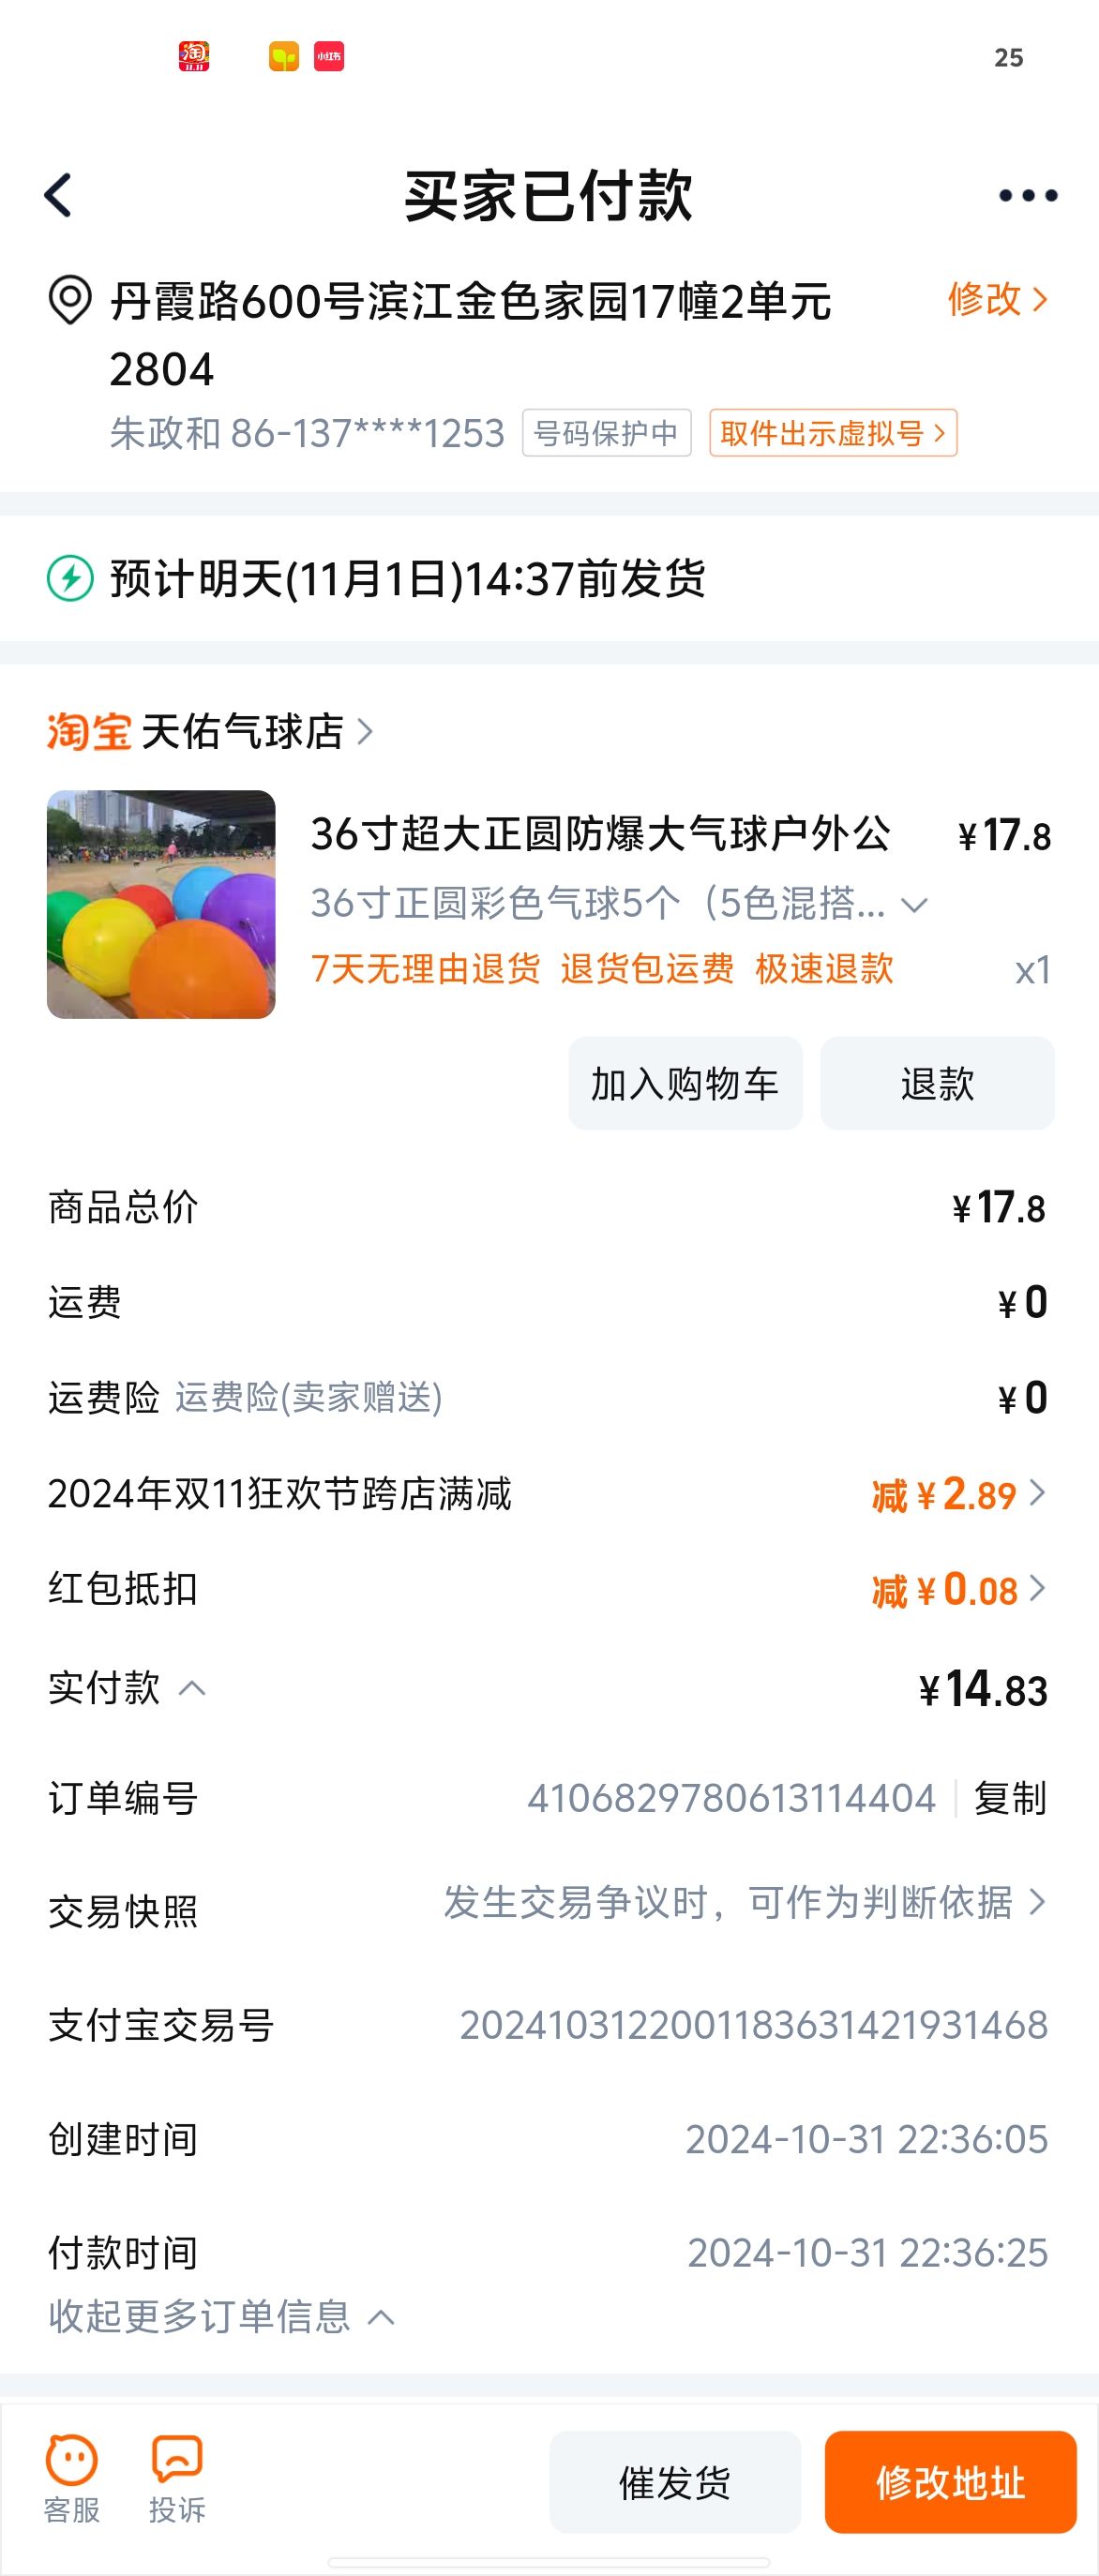 淘
11.11
小红书
25
买家已付款
丹霞路600号滨江金色家园17幢2单元
2804
修改
朱政和 86-137****1253 号码保护中 取件出示虚拟号
预计明天(11月1日)14:37前发货
淘宝 天佑气球店
36寸超大正圆防爆大气球户外公 ¥17.8
36寸正圆彩色气球5个（5色混搭...
7天无理由退货 退货包运费 极速退款 x1
加入购物车 退款
商品总价 ¥17.8
运费 ¥0
运费险 运费险(卖家赠送) ¥0
2024年双11狂欢节跨店满减 减¥2.89
红包抵扣 减¥0.08
实付款 ¥14.83
订单编号 4106829780613114404 复制
交易快照 发生交易争议时，可作为判断依据
支付宝交易号 2024103122001183631421931468
创建时间 2024-10-31 22:36:05
付款时间 2024-10-31 22:36:25
收起更多订单信息
客服 投诉 催发货 修改地址